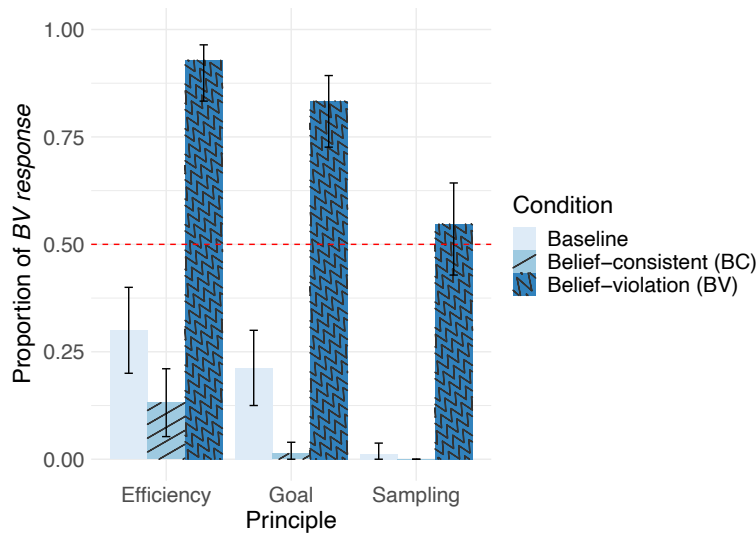 1.00
0.75
0.50
0.25
0.00
Proportion of BV response
Efficiency
Goal
Sampling
Principle
Condition
Baseline
Belief−consistent (BC)
Belief−violation (BV)